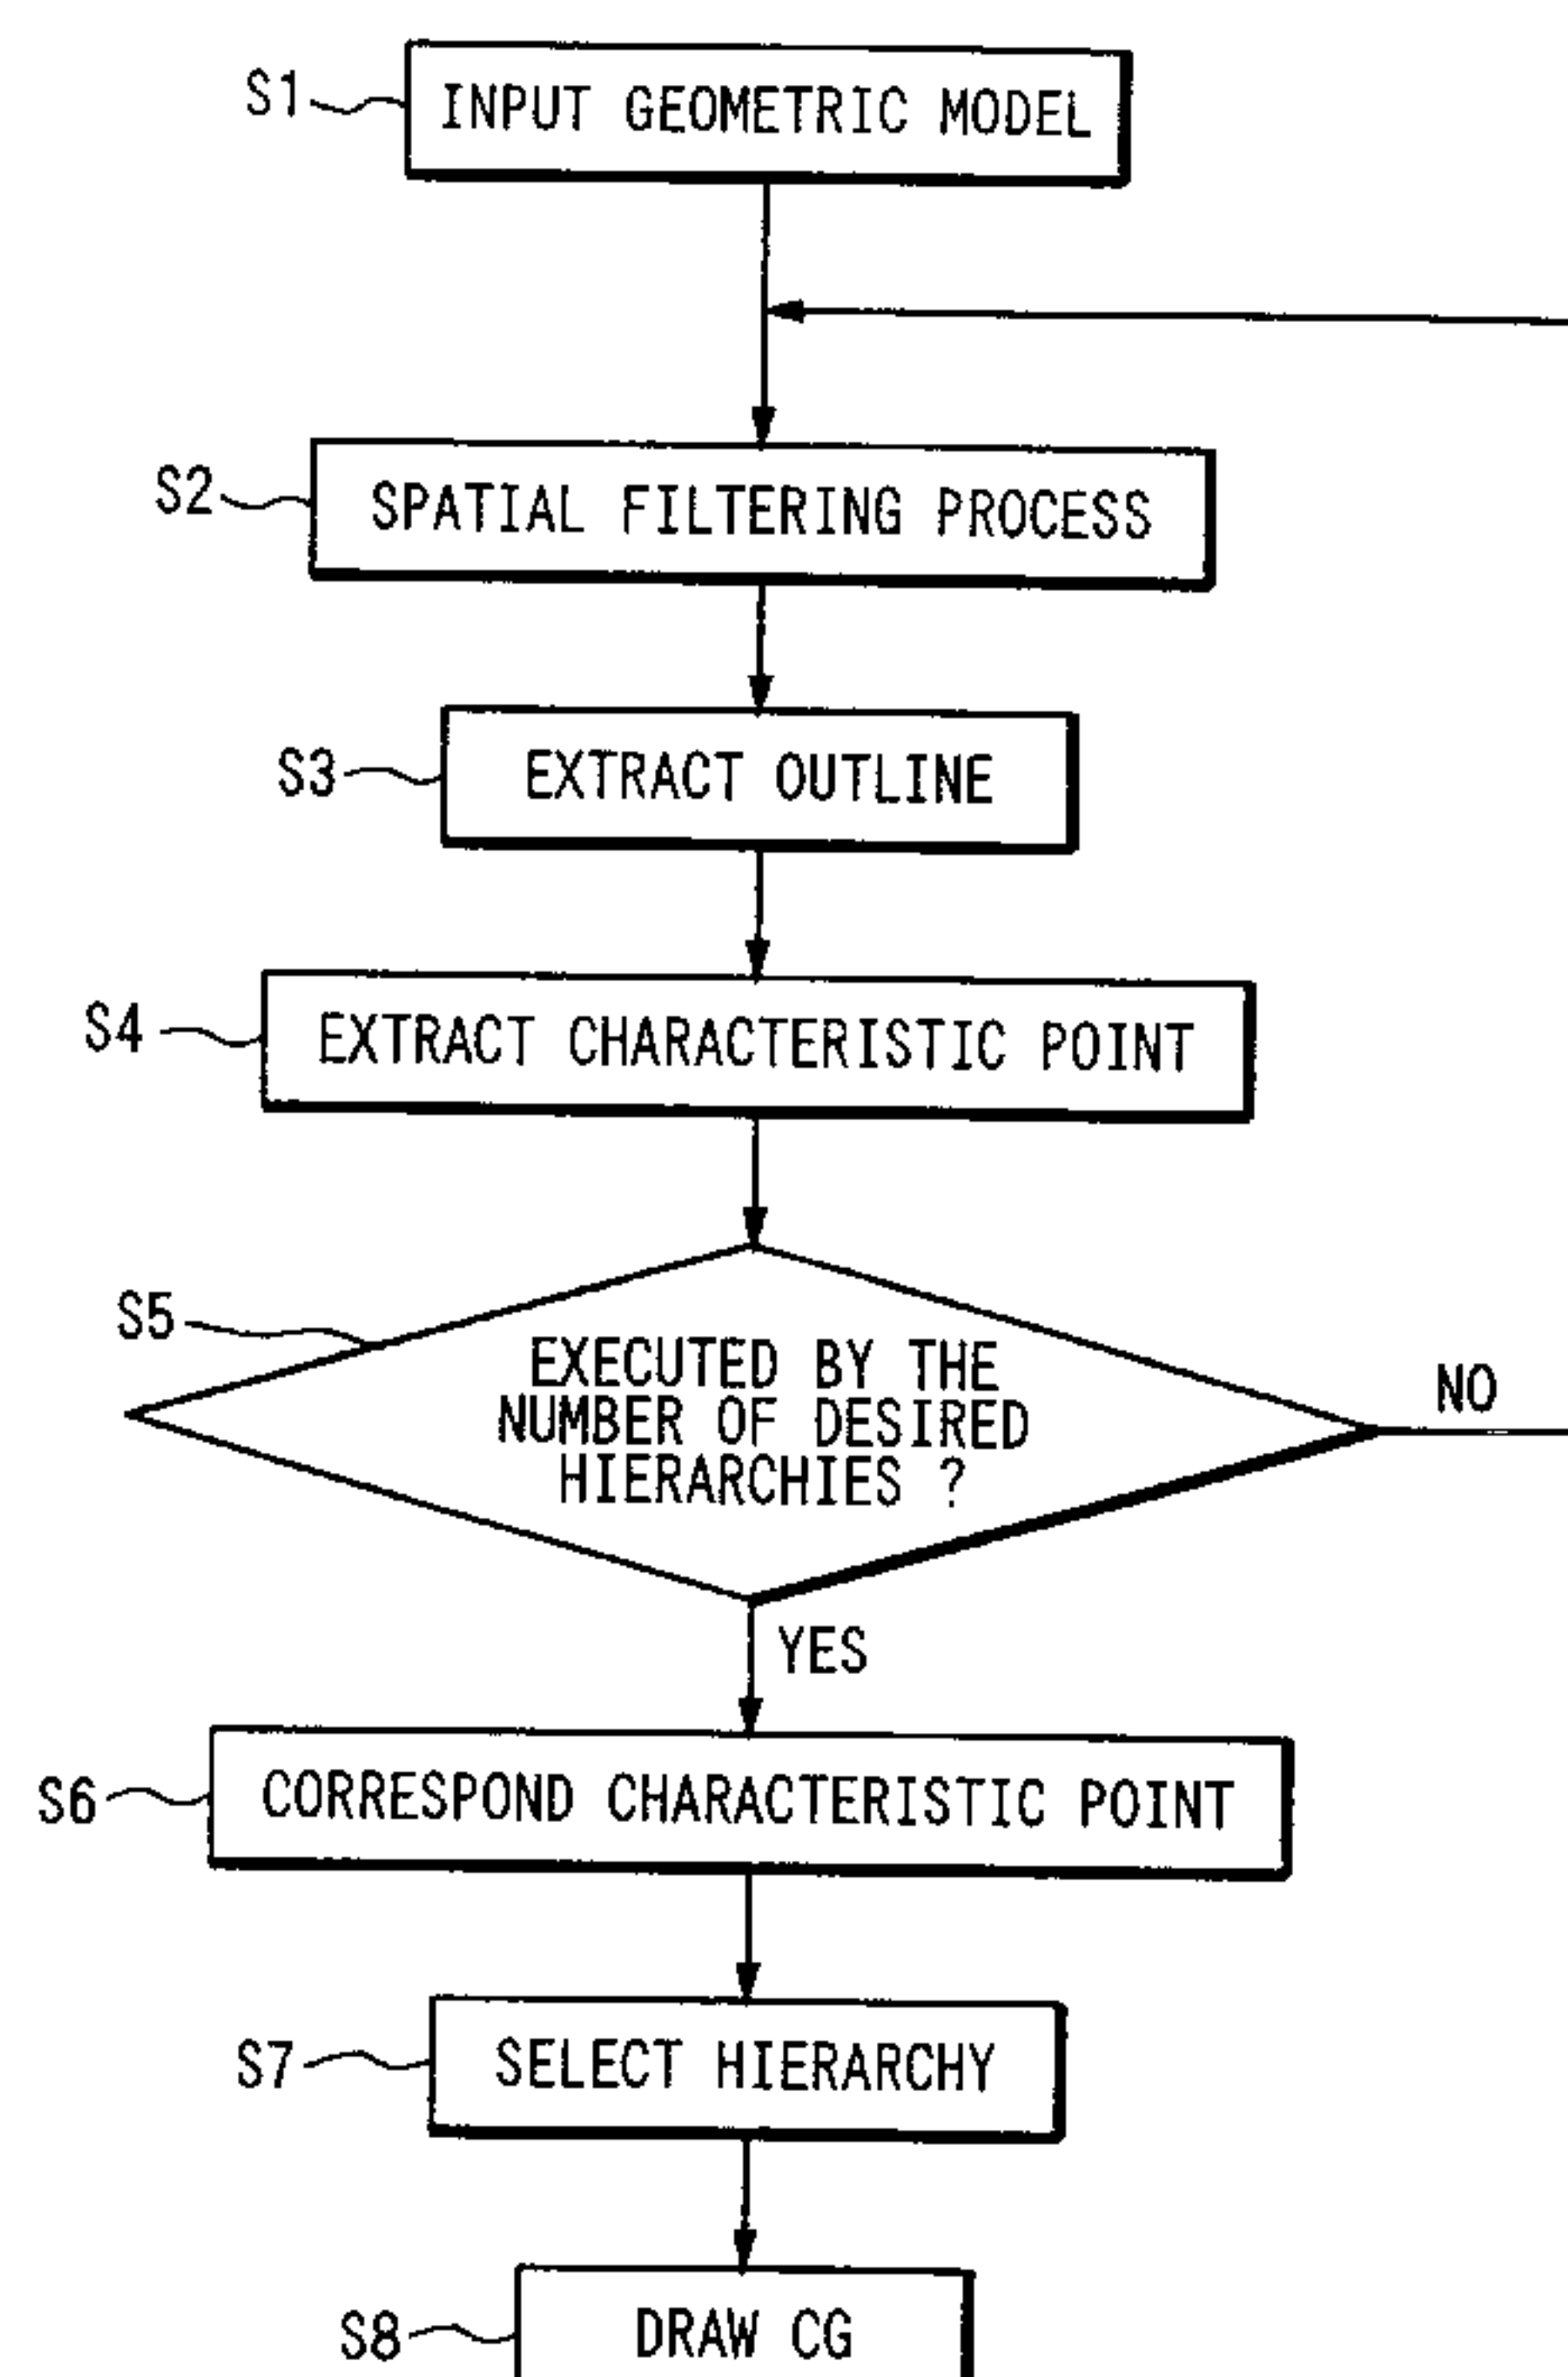 S1 INPUT GEOMETRIC MODEL
S2 SPATIAL FILTERING PROCESS
S3 EXTRACT OUTLINE
S4 EXTRACT CHARACTERISTIC POINT
S5
EXECUTED BY THE
NUMBER OF DESIRED
HIERARCHIES ?
NO
YES
S6 CORRESPOND CHARACTERISTIC POINT
S7 SELECT HIERARCHY
S8 DRAW CG